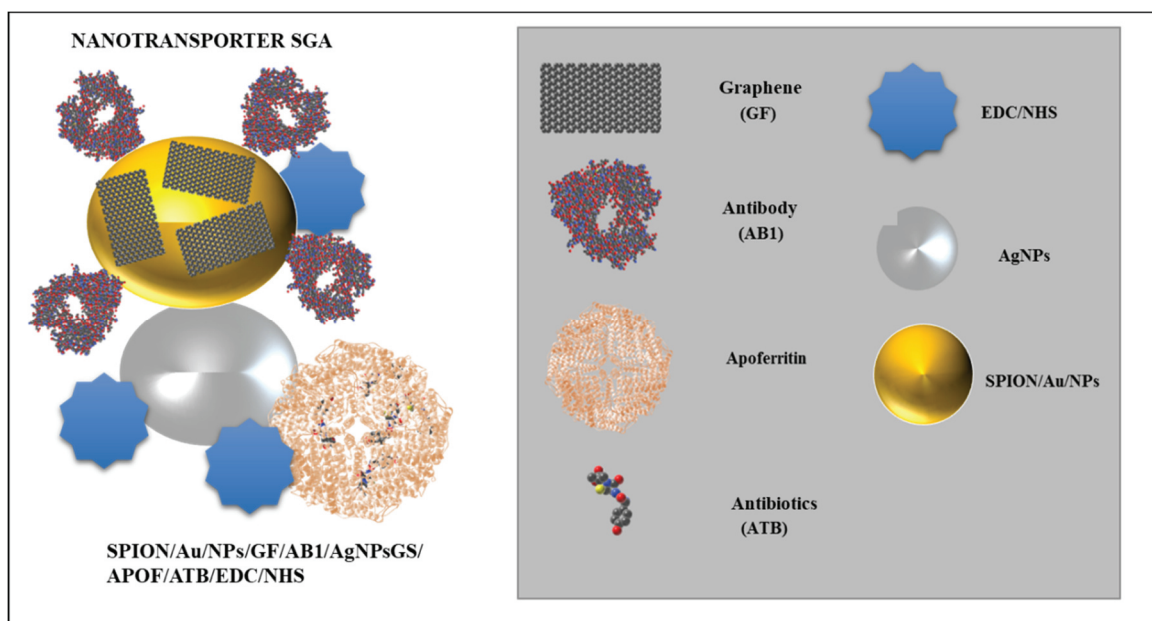 NANOTRANSPORTER SGA
SPION/Au/NPs/GF/AB1/AgNPsGS/
APOF/ATB/EDC/NHS
Graphene
(GF)
Antibody
(AB1)
Apoferritin
Antibiotics
(ATB)
EDC/NHS
AgNPs
SPION/Au/NPs